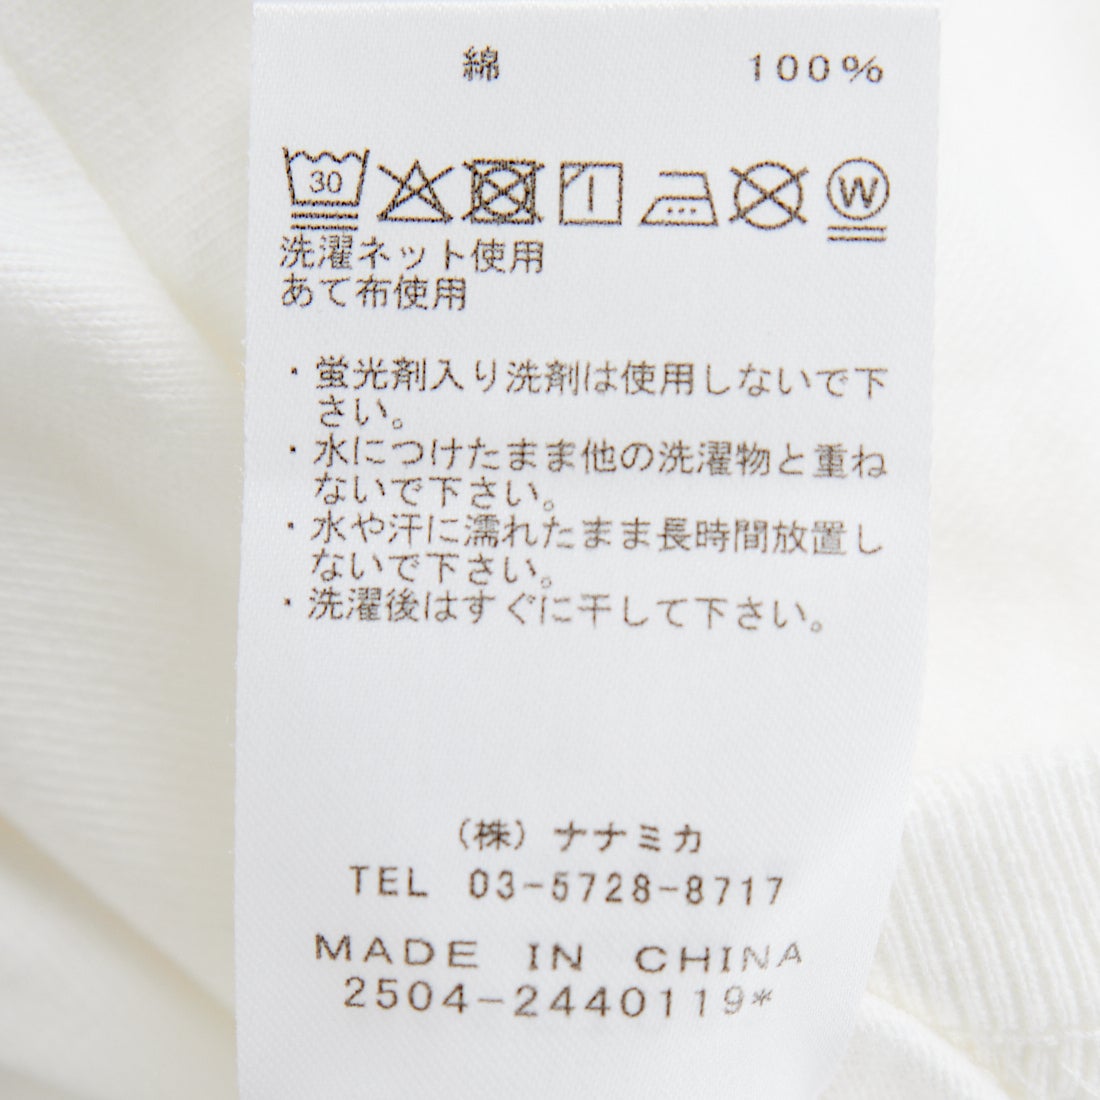 綿 100%
30 W
洗濯ネット使用
あて布使用
・蛍光剤入り洗剤は使用しないで下
さい。
・水につけたまま他の洗濯物と重ね
ないで下さい。
・水や汗に濡れたまま長時間放置し
ないで下さい。
・洗濯後はすぐに干して下さい。
(株)ナナミカ
TEL 03-5728-8717
MADE IN CHINA
2504-2440119*